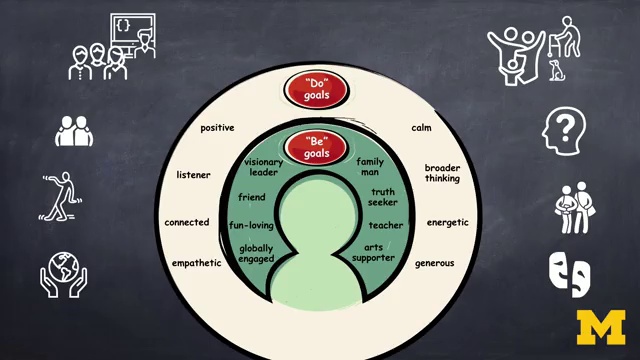 "Do"
goals
positive
calm
"Be"
goals
visionary
leader
family
man
listener
broader
thinking
friend
truth
seeker
connected
fun-loving
teacher
energetic
globally
engaged
arts
supporter
empathetic
generous
{}
?
M